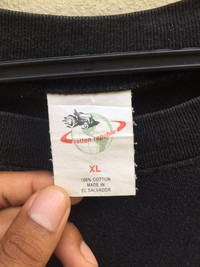 XL
100% COTTON
MADE IN
EL SALVADOR